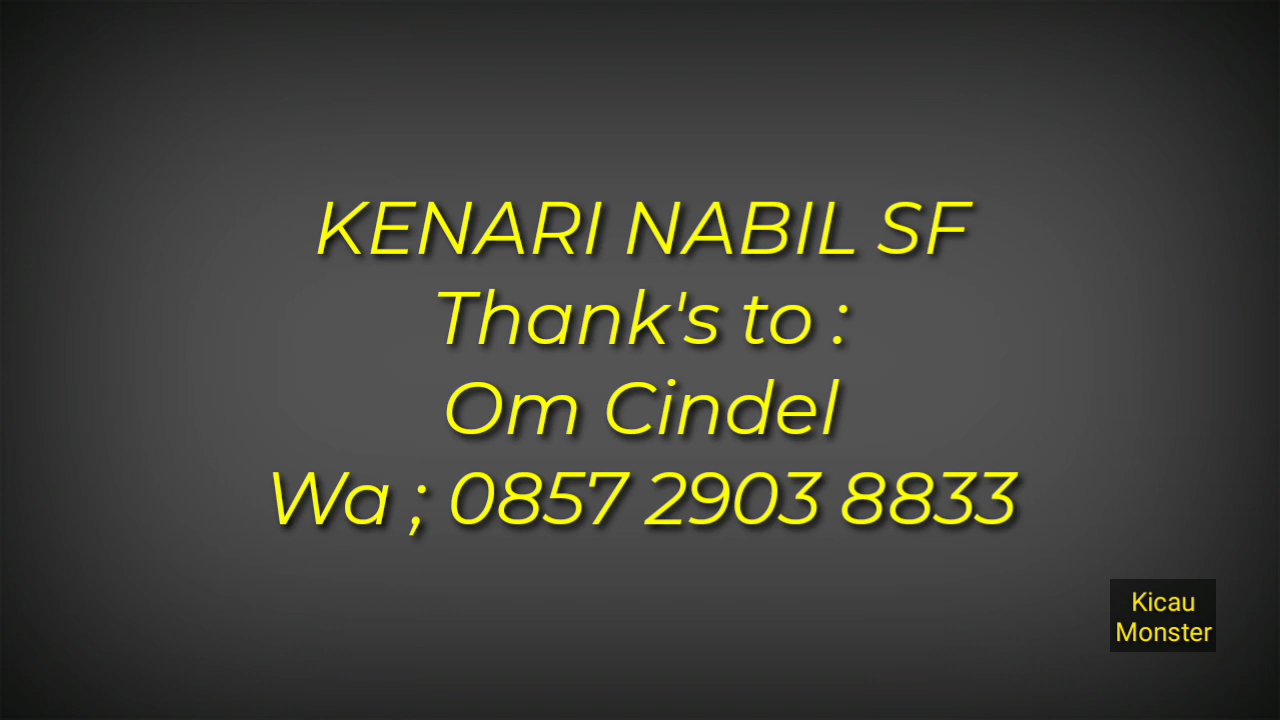 KENARI NABIL SF
Thank's to :
Om Cindel
Wa ; 0857 2903 8833
Kicau
Monster